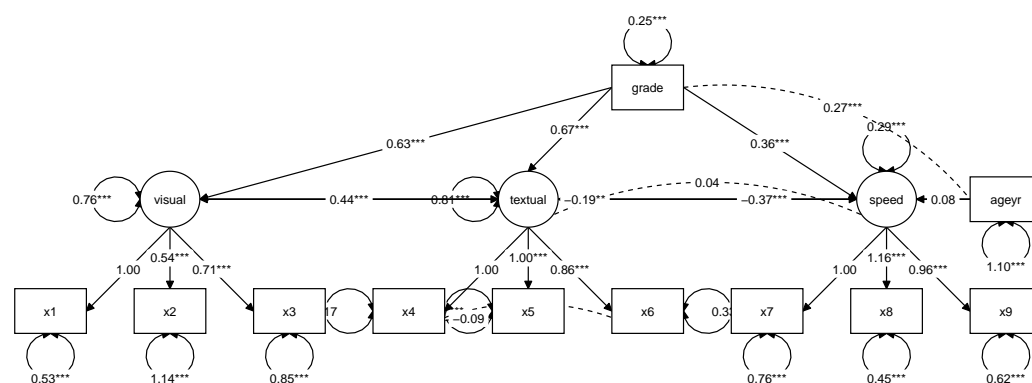 0.25***
grade
0.27***
0.29***
0.63***
0.67***
0.36***
0.04
0.76***
visual
0.44***
0.81***
textual
−0.19**
−0.37***
speed
0.08
ageyr
1.00
0.54***
0.71***
1.00
1.00***
0.86***
1.00
1.16***
0.96***
1.10***
x1
x2
x3
x4
−0.09
x5
x6
x7
x8
x9
0.53***
1.14***
0.85***
0.76***
0.45***
0.62***